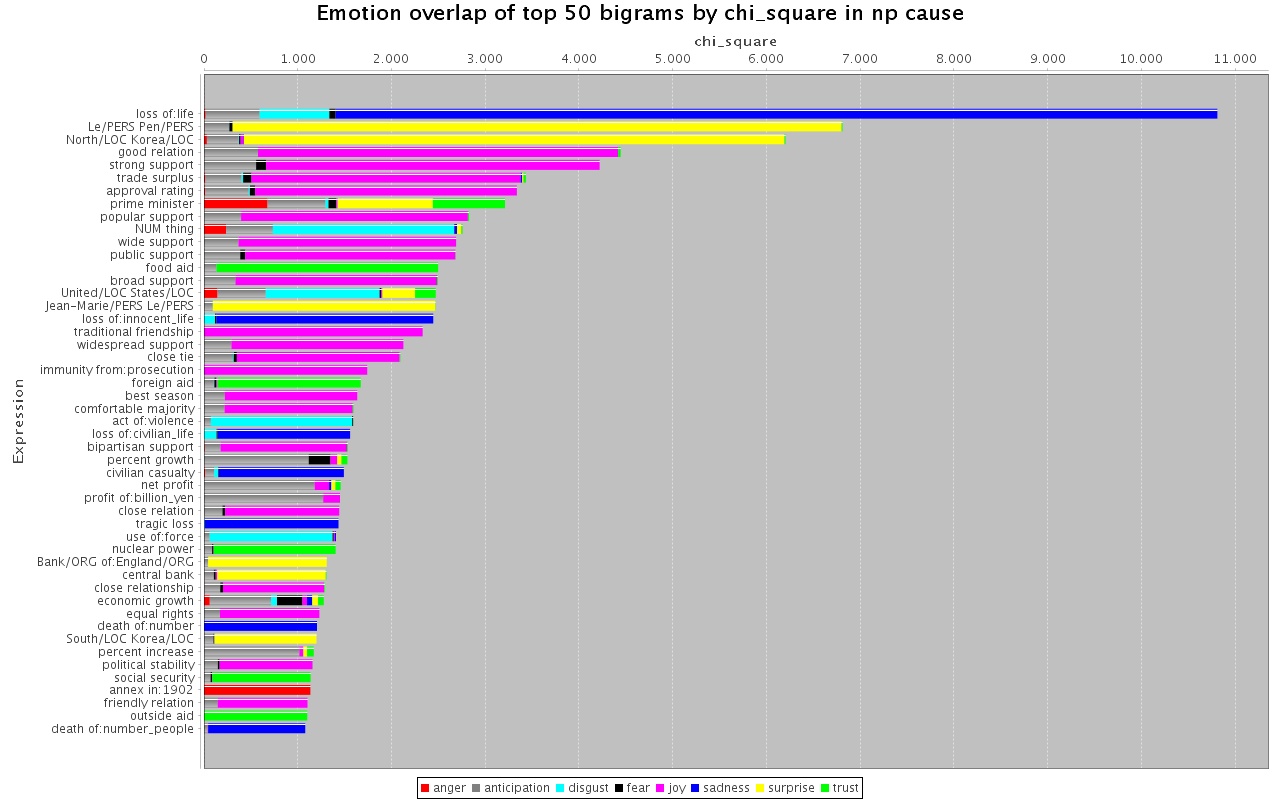 Emotion overlap of top 50 bigrams by chi_square in np cause
chi_square
0 1.000 2.000 3.000 4.000 5.000 6.000 7.000 8.000 9.000 10.000 11.000
Expression
loss of:life
Le/PERS Pen/PERS
North/LOC Korea/LOC
good relation
strong support
trade surplus
approval rating
prime minister
popular support
NUM thing
wide support
public support
food aid
broad support
United/LOC States/LOC
Jean-Marie/PERS Le/PERS
loss of:innocent_life
traditional friendship
widespread support
close tie
immunity from:prosecution
foreign aid
best season
comfortable majority
act of:violence
loss of:civilian_life
bipartisan support
percent growth
civilian casualty
net profit
profit of:billion_yen
close relation
tragic loss
use of:force
nuclear power
Bank/ORG of:England/ORG
central bank
close relationship
economic growth
equal rights
death of:number
South/LOC Korea/LOC
percent increase
political stability
social security
annex in:1902
friendly relation
outside aid
death of:number_people
anger anticipation disgust fear joy sadness surprise trust